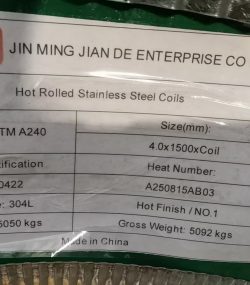 JIN MING JIAN DE ENTERPRISE CO
Hot Rolled Stainless Steel Coils
TM A240
Size(mm):
4.0x1500xCoil
tification
Heat Number:
0422
A250815AB03
: 304L
Hot Finish / NO.1
5050 kgs
Gross Weight: 5092 kgs
Made in China